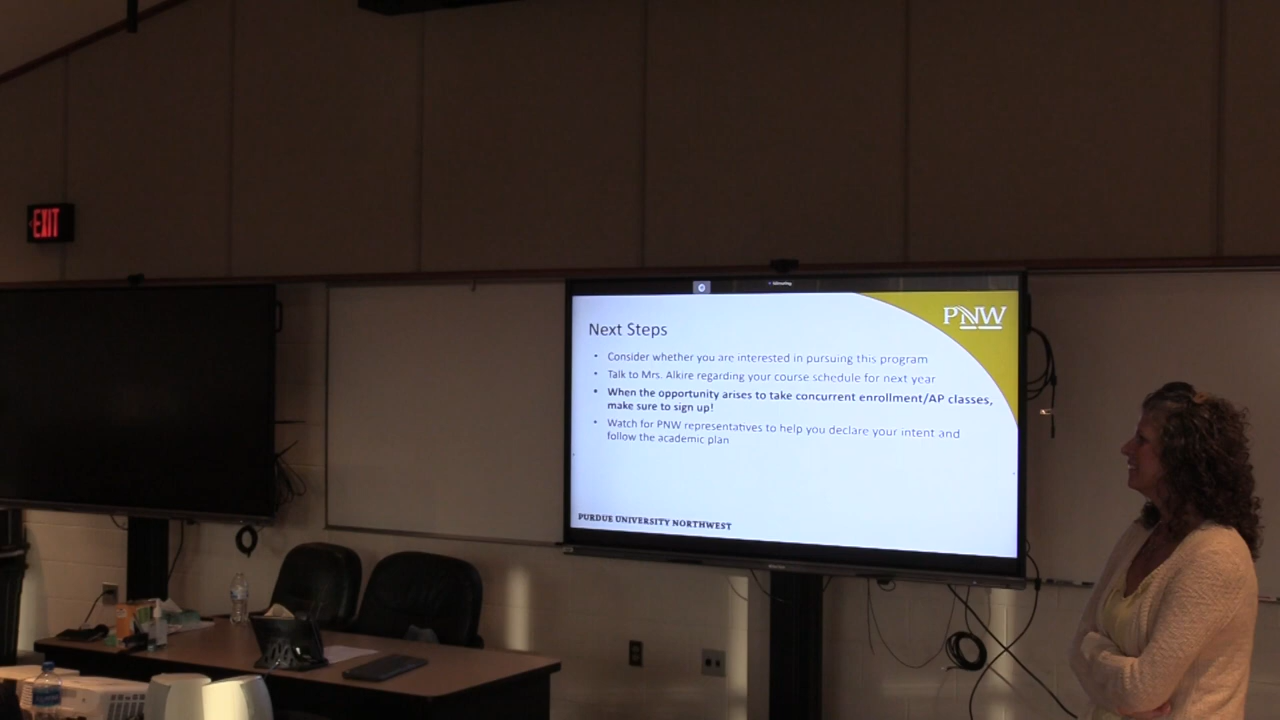 EXIT
PNW
Next Steps
• Consider whether you are interested in pursuing this program
• Talk to Mrs. Alkire regarding your course schedule for next year
• When the opportunity arises to take concurrent enrollment/AP classes,
make sure to sign up!
• Watch for PNW representatives to help you declare your intent and
follow the academic plan
PURDUE UNIVERSITY NORTHWEST